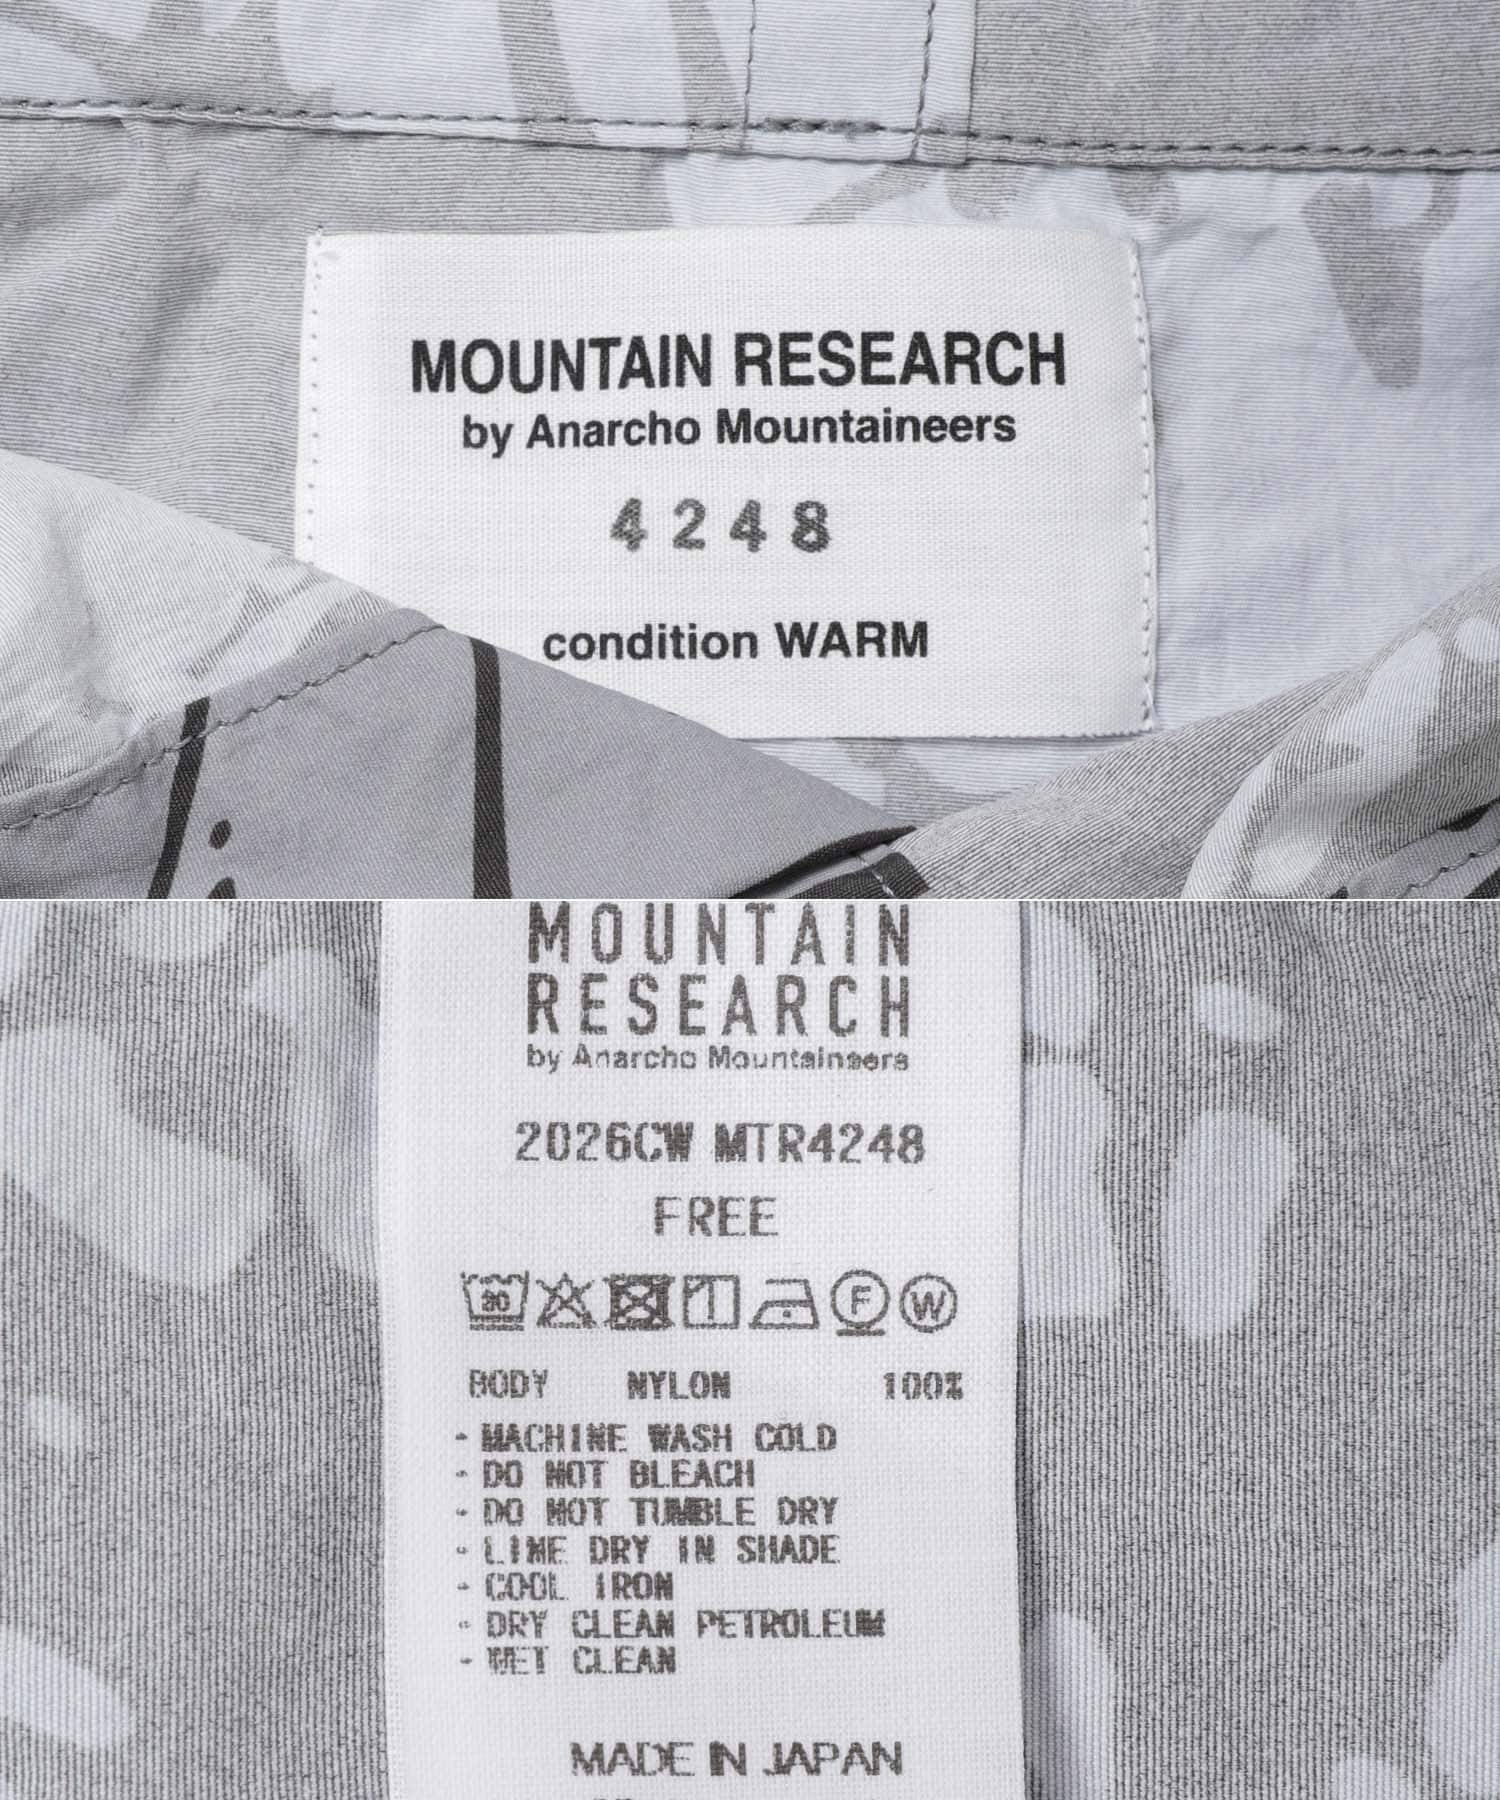 MOUNTAIN RESEARCH
by Anarcho Mountaineers
4248
condition WARM
MOUNTAIN
RESEARCH
by Anarcho Mountaineers
2026CW MTR4248
FREE
30 F W
BODY NYLON 100%
- MACHINE WASH COLD
- DO NOT BLEACH
- DO NOT TUMBLE DRY
- LINE DRY IN SHADE
- COOL IRON
- DRY CLEAN PETROLEUM
- WET CLEAN
MADE IN JAPAN